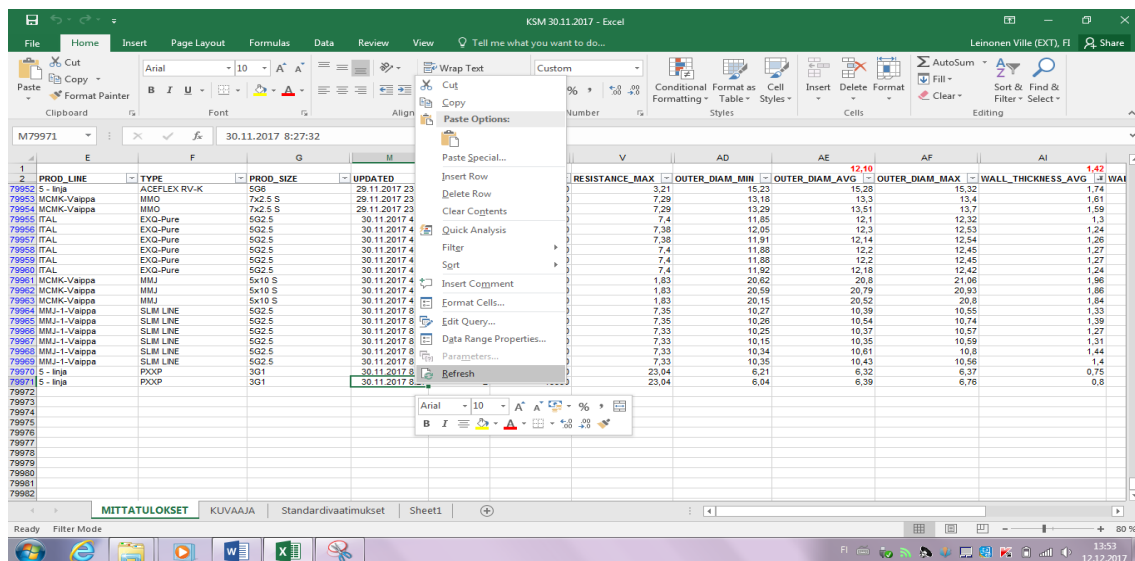 KSM 30.11.2017 - Excel
File Home Insert Page Layout Formulas Data Review View Tell me what you want to do... Leinonen Ville (EXT), FI Share
Cut
Copy
Paste
Format Painter
Clipboard
Arial 10
B I U
Font
Wrap Text
Align
Custom
% ,
Number
Conditional Formatting Format as Table Cell Styles
Styles
Insert Delete Format
Cells
AutoSum
Fill
Clear
Sort & Filter Find & Select
Editing
M79971 fx 30.11.2017 8:27:32
Cut
Copy
Paste Options:
Paste Special...
Insert Row
Delete Row
Clear Contents
Quick Analysis
Filter
Sort
Insert Comment
Format Cells...
Edit Query...
Data Range Properties...
Parameters...
Refresh
Arial 10 A A % ,
B I A
E F G M V AD AE AF AI
1 12,10 1,42
2 PROD_LINE TYPE PROD_SIZE UPDATED RESISTANCE_MAX OUTER_DIAM_MIN OUTER_DIAM_AVG OUTER_DIAM_MAX WALL_THICKNESS_AVG WAI
79952 5 - linja ACEFLEX RV-K 5G6 29.11.2017 23 3,21 15,23 15,28 15,32 1,74
79953 MCMK-Vaippa MMO 7x2.5 S 29.11.2017 23 7,29 13,18 13,3 13,4 1,61
79954 MCMK-Vaippa MMO 7x2.5 S 29.11.2017 23 7,29 13,29 13,51 13,7 1,59
79955 ITAL EXQ-Pure 5G2.5 30.11.2017 4 7,4 11,85 12,1 12,32 1,3
79956 ITAL EXQ-Pure 5G2.5 30.11.2017 4 7,38 12,05 12,3 12,53 1,24
79957 ITAL EXQ-Pure 5G2.5 30.11.2017 4 7,38 11,91 12,14 12,54 1,26
79958 ITAL EXQ-Pure 5G2.5 30.11.2017 4 7,4 11,88 12,2 12,45 1,27
79959 ITAL EXQ-Pure 5G2.5 30.11.2017 4 7,4 11,88 12,2 12,45 1,27
79960 ITAL EXQ-Pure 5G2.5 30.11.2017 4 7,4 11,92 12,18 12,42 1,24
79961 MCMK-Vaippa MMJ 5x10 S 30.11.2017 4 1,83 20,62 20,8 21,06 1,96
79962 MCMK-Vaippa MMJ 5x10 S 30.11.2017 4 1,83 20,59 20,79 20,93 1,86
79963 MCMK-Vaippa MMJ 5x10 S 30.11.2017 4 1,83 20,15 20,52 20,8 1,84
79964 MMJ-1-Vaippa SLIM LINE 5G2.5 30.11.2017 8 7,35 10,27 10,39 10,55 1,33
79965 MMJ-1-Vaippa SLIM LINE 5G2.5 30.11.2017 8 7,35 10,26 10,54 10,74 1,39
79966 MMJ-1-Vaippa SLIM LINE 5G2.5 30.11.2017 8 7,33 10,25 10,37 10,57 1,27
79967 MMJ-1-Vaippa SLIM LINE 5G2.5 30.11.2017 8 7,33 10,15 10,35 10,59 1,31
79968 MMJ-1-Vaippa SLIM LINE 5G2.5 30.11.2017 8 7,33 10,34 10,61 10,8 1,44
79969 MMJ-1-Vaippa SLIM LINE 5G2.5 30.11.2017 8 7,33 10,35 10,43 10,56 1,4
79970 5 - linja PXXP 3G1 30.11.2017 8 23,04 6,21 6,32 6,37 0,75
79971 5 - linja PXXP 3G1 30.11.2017 8:2 23,04 6,04 6,39 6,76 0,8
79972
79973
79974
79975
79976
79977
79978
79979
79980
79981
79982
MITTATULOKSET KUVAAJA Standardivaatimukset Sheet1
Ready Filter Mode 80 %
FI 13:53
12.12.2017